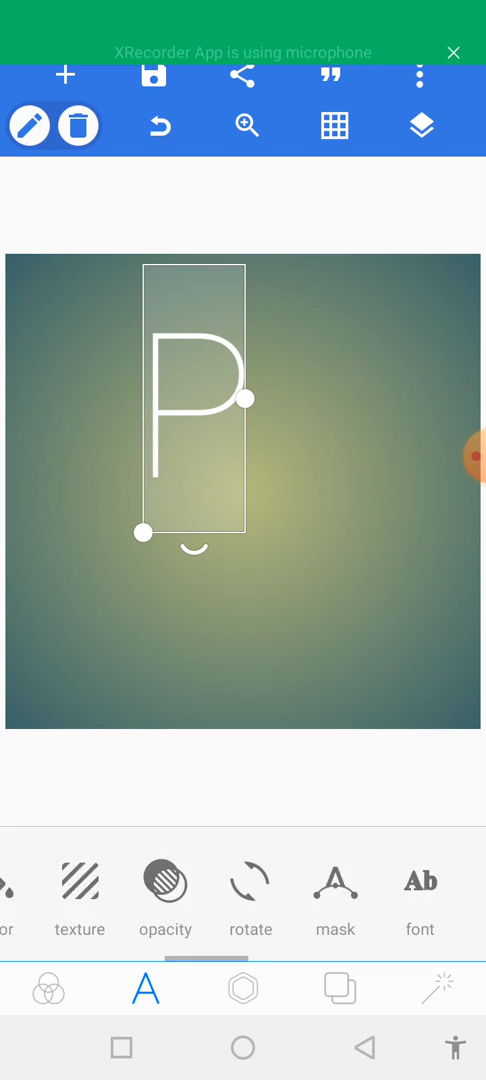 XRecorder App is using microphone
P
or
texture
opacity
rotate
mask
Ab
font